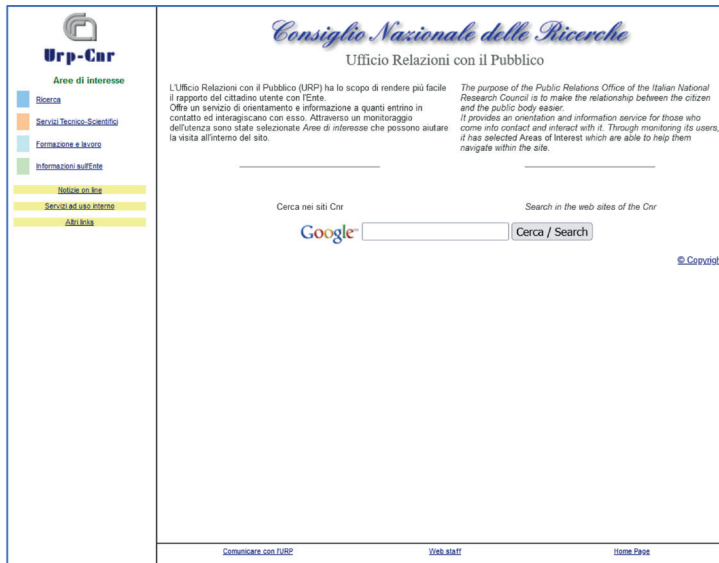 Urp-Cnr
Aree di interesse
Ricerca
Servizi Tecnico-Scientifici
Formazione e lavoro
Informazioni sull'Ente
Notizie on line
Servizi ad uso interno
Altri links
Consiglio Nazionale delle Ricerche
Ufficio Relazioni con il Pubblico
L'Ufficio Relazioni con il Pubblico (URP) ha lo scopo di rendere più facile
il rapporto del cittadino utente con l'Ente.
Offre un servizio di orientamento e informazione a quanti entrino in
contatto ed interagiscano con esso. Attraverso un monitoraggio
dell'utenza sono state selezionate Aree di interesse che possono aiutare
la visita all'interno del sito.
The purpose of the Public Relations Office of the Italian National
Research Council is to make the relationship between the citizen
and the public body easier.
It provides an orientation and information service for those who
come into contact and interact with it. Through monitoring its users,
it has selected Areas of Interest which are able to help them
navigate within the site.
Cerca nei siti Cnr
Search in the web sites of the Cnr
Google
Cerca / Search
© Copyrigh
Comunicare con l'URP
Web staff
Home Page